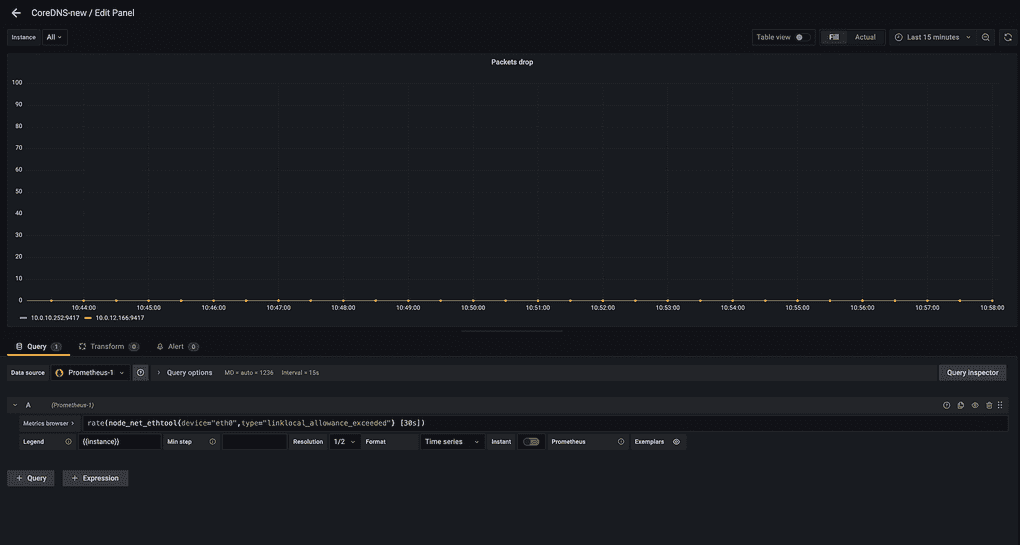 CoreDNS-new / Edit Panel
Instance All Table view Fill Actual Last 15 minutes
Packets drop
100
90
80
70
60
50
40
30
20
10
0
10:44:00 10:45:00 10:46:00 10:47:00 10:48:00 10:49:00 10:50:00 10:51:00 10:52:00 10:53:00 10:54:00 10:55:00 10:56:00 10:57:00 10:58:00
10.0.10.252:9417 10.0.12.166:9417
Query 1 Transform 0 Alert 0
Data source Prometheus-1 > Query options MD = auto = 1236 Interval = 15s Query inspector
A (Prometheus-1)
Metrics browser > rate(node_net_ethtool{device="eth0",type="linklocal_allowance_exceeded"} [30s])
Legend {{instance}} Min step Resolution 1/2 Format Time series Instant Prometheus Exemplars
+ Query + Expression